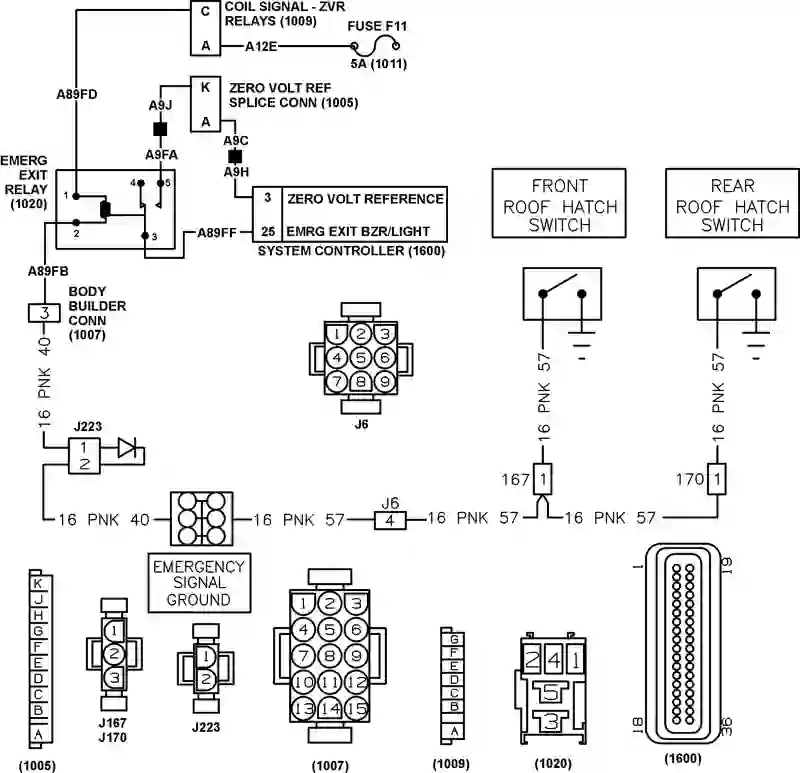 C
COIL SIGNAL - ZVR
RELAYS (1009)
A
A12E
FUSE F11
5A (1011)
A89FD
K
ZERO VOLT REF
SPLICE CONN (1005)
A
A9J
A9FA
A9C
A9H
EMERG
EXIT
RELAY
(1020)
1
4
5
2
3
3 ZERO VOLT REFERENCE
25 EMRG EXIT BZR/LIGHT
SYSTEM CONTROLLER (1600)
A89FF
A89FB
3
BODY
BUILDER
CONN
(1007)
16 PNK 40
FRONT
ROOF HATCH
SWITCH
REAR
ROOF HATCH
SWITCH
16 PNK 57
16 PNK 57
1 2 3
4 5 6
7 8 9
J6
J223
1
2
167 1
170 1
16 PNK 40
16 PNK 57
J6
4
16 PNK 57
16 PNK 57
EMERGENCY
SIGNAL
GROUND
K
J
H
G
F
E
D
C
B
A
(1005)
1
2
3
J167
J170
1
2
J223
1 2 3
4 5 6
7 8 9
10 11 12
13 14 15
(1007)
G
F
E
D
C
B
A
(1009)
2 4 1
5
3
(1020)
1 19
18 36
(1600)